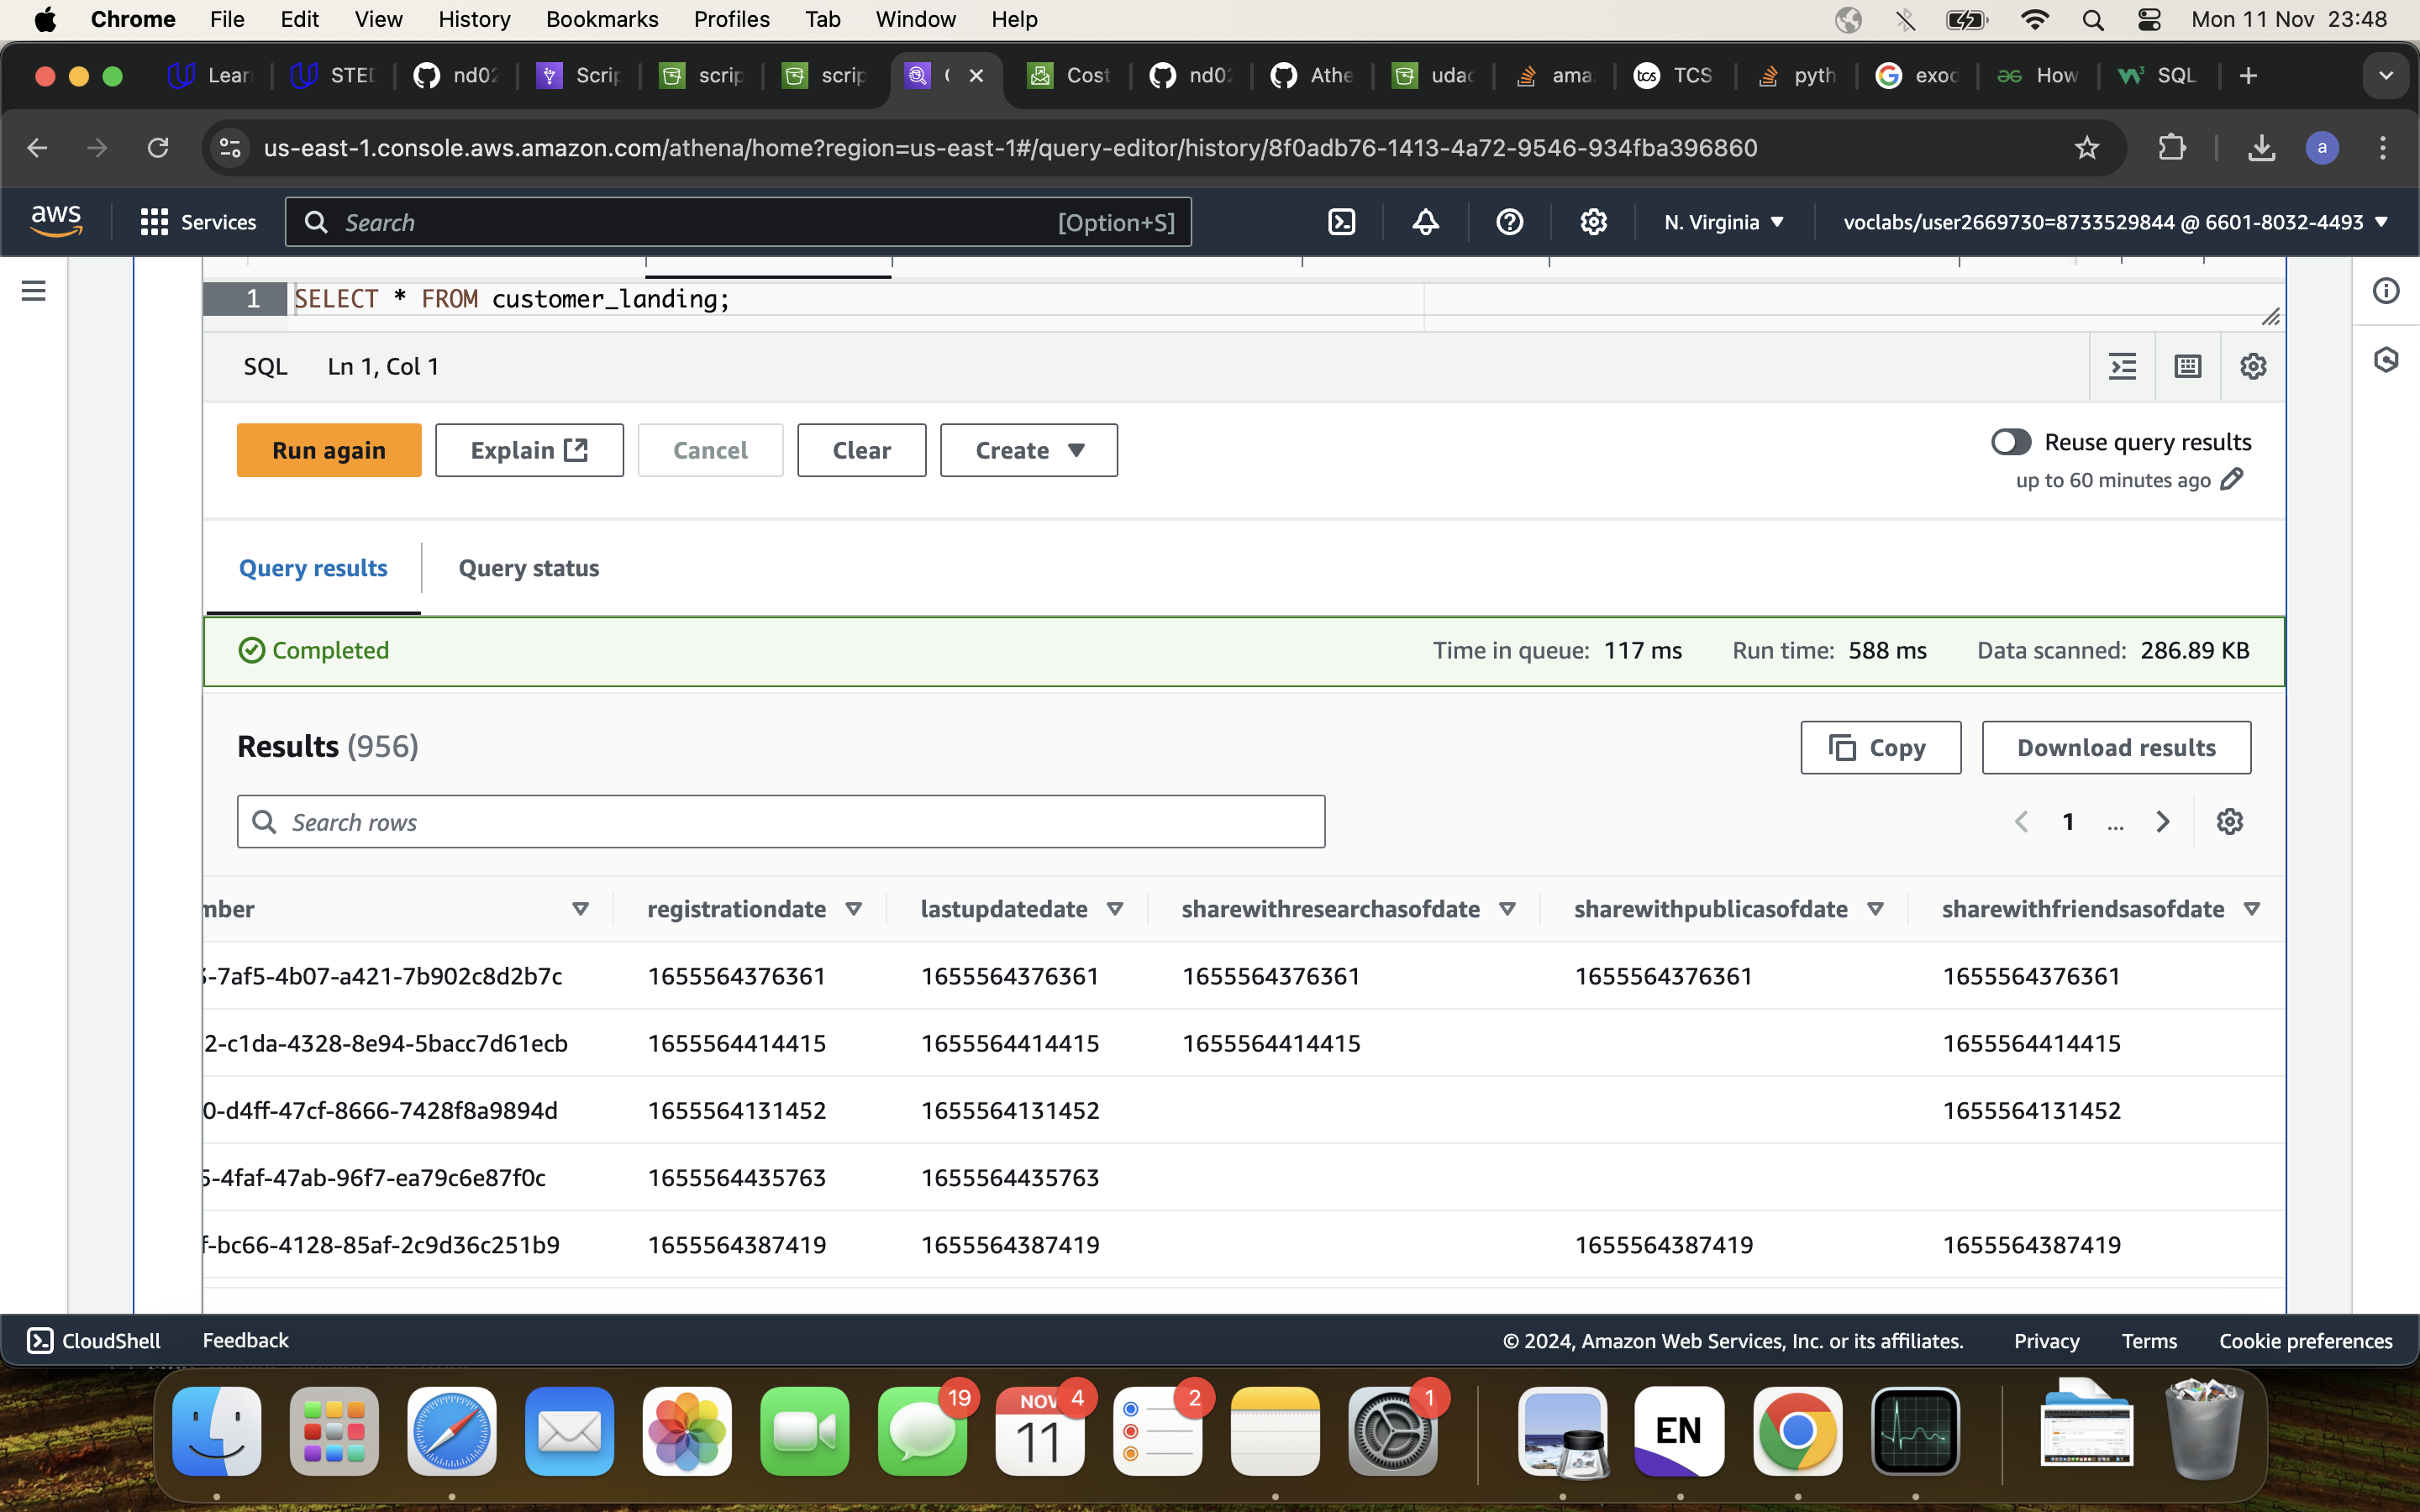 Chrome File Edit View History Bookmarks Profiles Tab Window Help Mon 11 Nov 23:48
Lear STED nd02 Scrip scrip scrip ( Cost nd02 Athe udac ama tcs TCS pyth exoc How SQL
us-east-1.console.aws.amazon.com/athena/home?region=us-east-1#/query-editor/history/8f0adb76-1413-4a72-9546-934fba396860 a
aws Services Search [Option+S] N. Virginia voclabs/user2669730=8733529844 @ 6601-8032-4493
1 SELECT * FROM customer_landing;
SQL Ln 1, Col 1
Run again Explain Cancel Clear Create Reuse query results
up to 60 minutes ago
Query results Query status
Completed Time in queue: 117 ms Run time: 588 ms Data scanned: 286.89 KB
Results (956) Copy Download results
Search rows 1 ...
mber registrationdate lastupdatedate sharewithresearchasofdate sharewithpublicasofdate sharewithfriendsasofdate
-7af5-4b07-a421-7b902c8d2b7c 1655564376361 1655564376361 1655564376361 1655564376361 1655564376361
2-c1da-4328-8e94-5bacc7d61ecb 1655564414415 1655564414415 1655564414415 1655564414415
0-d4ff-47cf-8666-7428f8a9894d 1655564131452 1655564131452 1655564131452
-4faf-47ab-96f7-ea79c6e87f0c 1655564435763 1655564435763
f-bc66-4128-85af-2c9d36c251b9 1655564387419 1655564387419 1655564387419 1655564387419
CloudShell Feedback © 2024, Amazon Web Services, Inc. or its affiliates. Privacy Terms Cookie preferences
19 NOV 4 2 1
11 EN